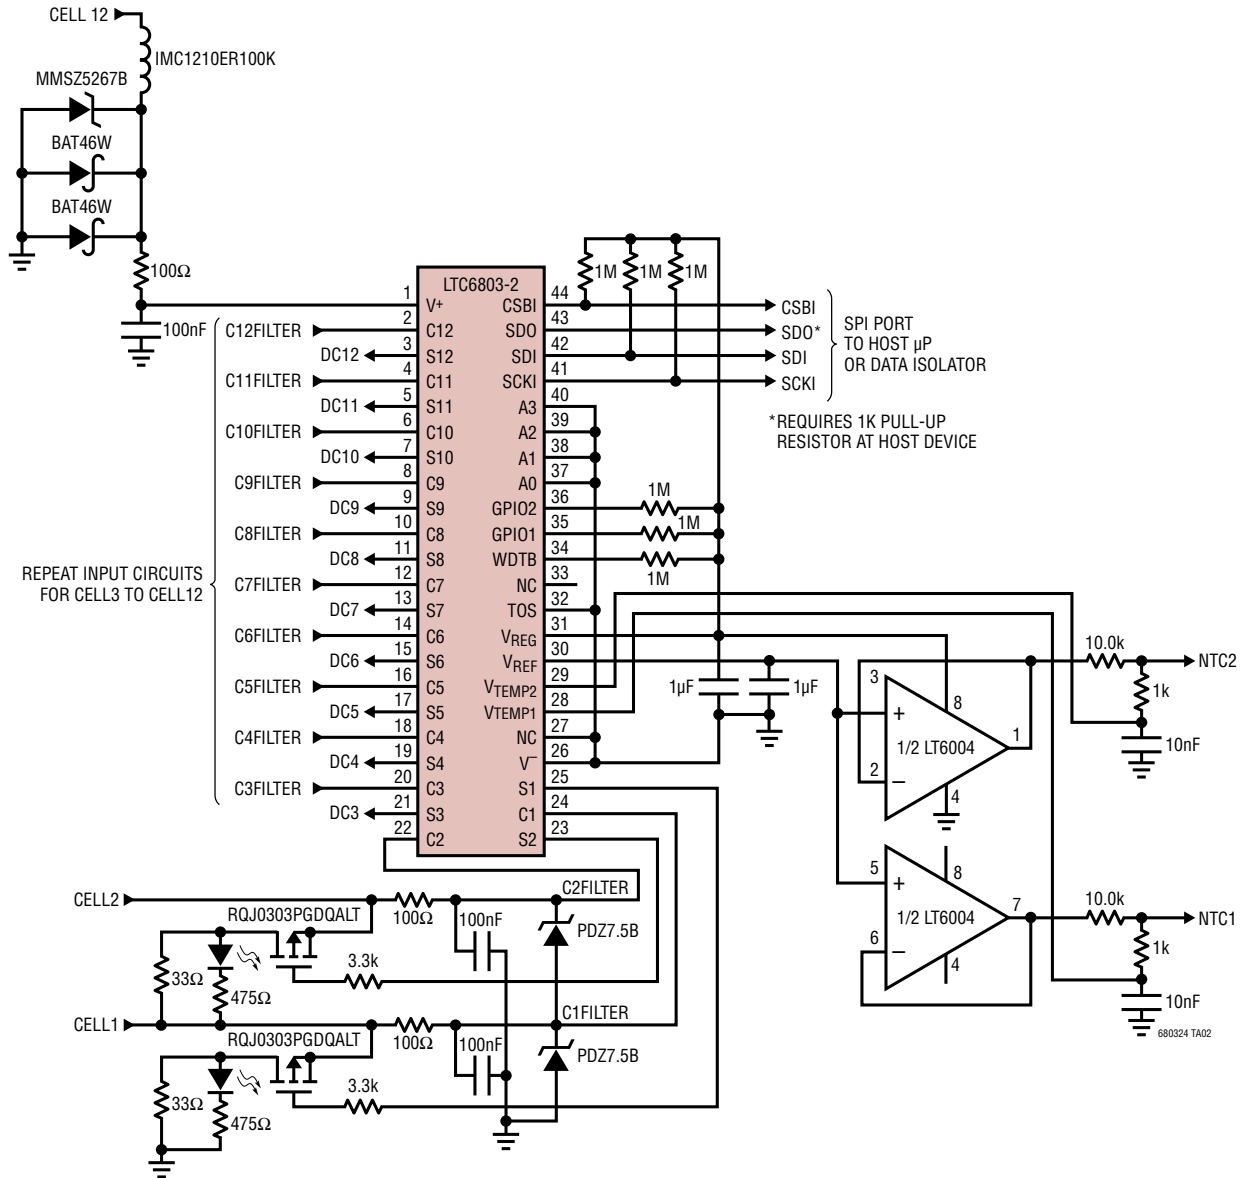 CELL 12
IMC1210ER100K
MMSZ5267B
BAT46W
BAT46W
100Ω
100nF
LTC6803-2
1 V+
2 C12
3 S12
4 C11
5 S11
6 C10
7 S10
8 C9
9 S9
10 C8
11 S8
12 C7
13 S7
14 C6
15 S6
16 C5
17 S5
18 C4
19 S4
20 C3
21 S3
22 C2
CSBI 44
SDO 43
SDI 42
SCKI 41
A3 40
A2 39
A1 38
A0 37
GPIO2 36
GPIO1 35
WDTB 34
NC 33
TOS 32
VREG 31
VREF 30
VTEMP2 29
VTEMP1 28
NC 27
V− 26
S1 25
C1 24
S2 23
C12FILTER
DC12
C11FILTER
DC11
C10FILTER
DC10
C9FILTER
DC9
C8FILTER
DC8
C7FILTER
DC7
C6FILTER
DC6
C5FILTER
DC5
C4FILTER
DC4
C3FILTER
DC3
REPEAT INPUT CIRCUITS
FOR CELL3 TO CELL12
1M
1M
1M
CSBI
SDO*
SDI
SCKI
SPI PORT
TO HOST µP
OR DATA ISOLATOR
*REQUIRES 1K PULL-UP
RESISTOR AT HOST DEVICE
1M
1M
1M
1µF
1µF
3
+
2
−
1/2 LT6004
8
1
4
10.0k
NTC2
1k
10nF
5
+
6
−
1/2 LT6004
8
7
4
10.0k
NTC1
1k
10nF
680324 TA02
CELL2
RQJ0303PGDQALT
100Ω
100nF
C2FILTER
PDZ7.5B
33Ω
475Ω
3.3k
CELL1
RQJ0303PGDQALT
100Ω
100nF
C1FILTER
PDZ7.5B
33Ω
475Ω
3.3k